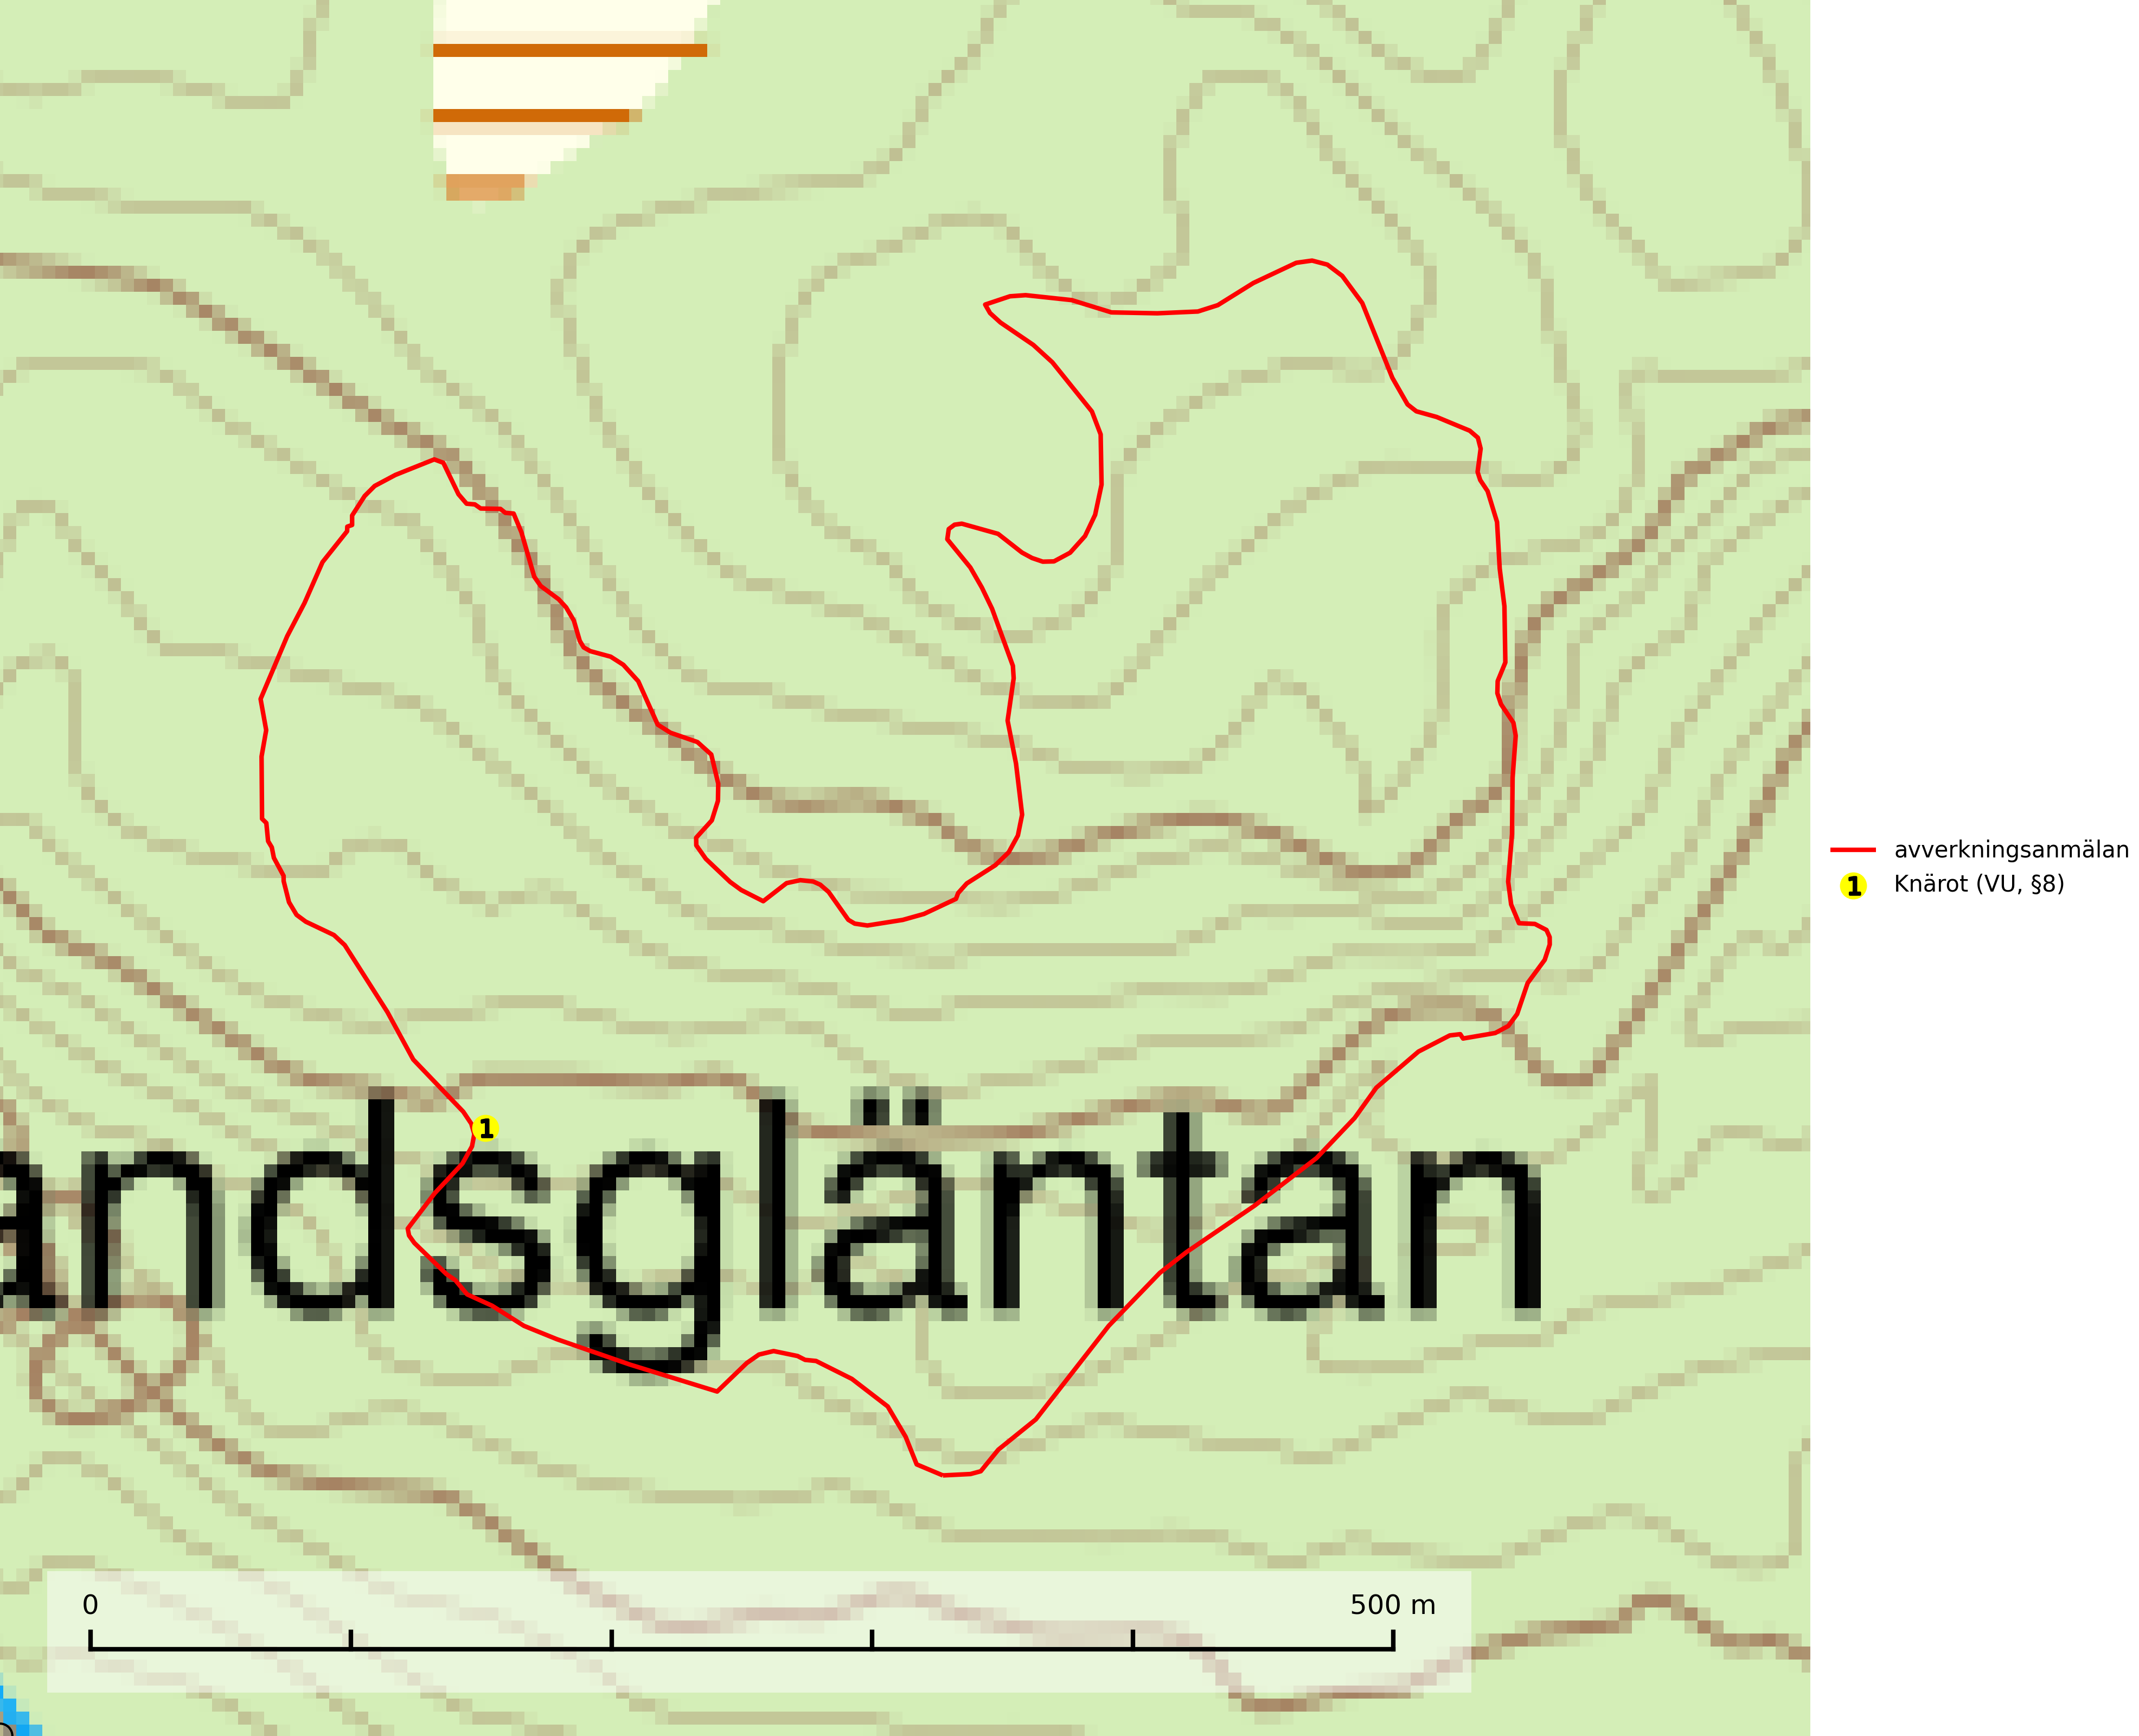 1
andsgläntan
0 500 m
avverkningsanmälan
1 Knärot (VU, §8)